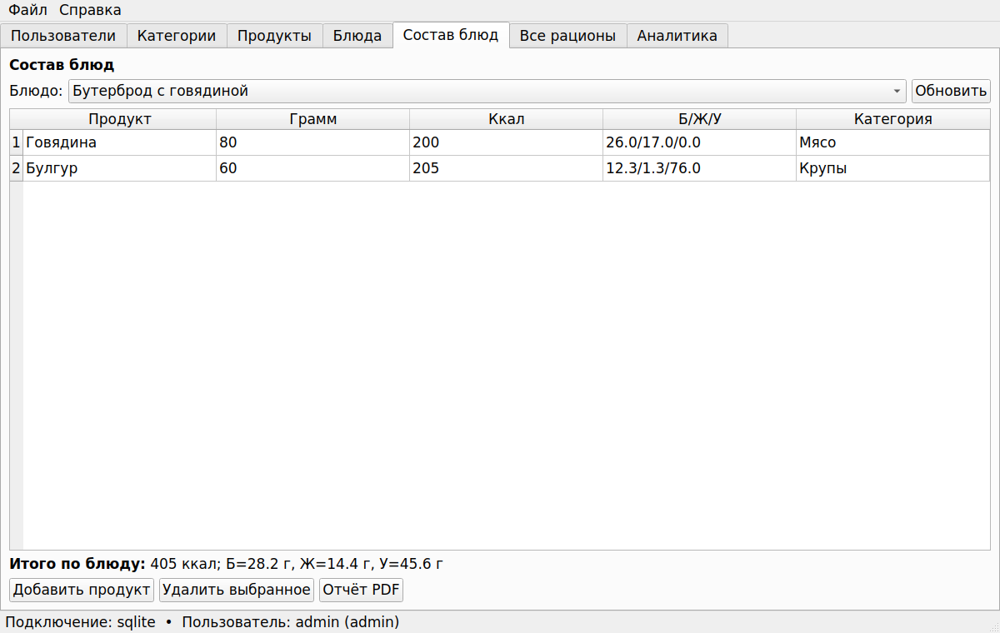 Файл Справка
Пользователи Категории Продукты Блюда Состав блюд Все рационы Аналитика
Состав блюд
Блюдо: Бутерброд с говядиной Обновить
Продукт Грамм Ккал Б/Ж/У Категория
1 Говядина 80 200 26.0/17.0/0.0 Мясо
2 Булгур 60 205 12.3/1.3/76.0 Крупы
Итого по блюду: 405 ккал; Б=28.2 г, Ж=14.4 г, У=45.6 г
Добавить продукт Удалить выбранное Отчёт PDF
Подключение: sqlite • Пользователь: admin (admin)